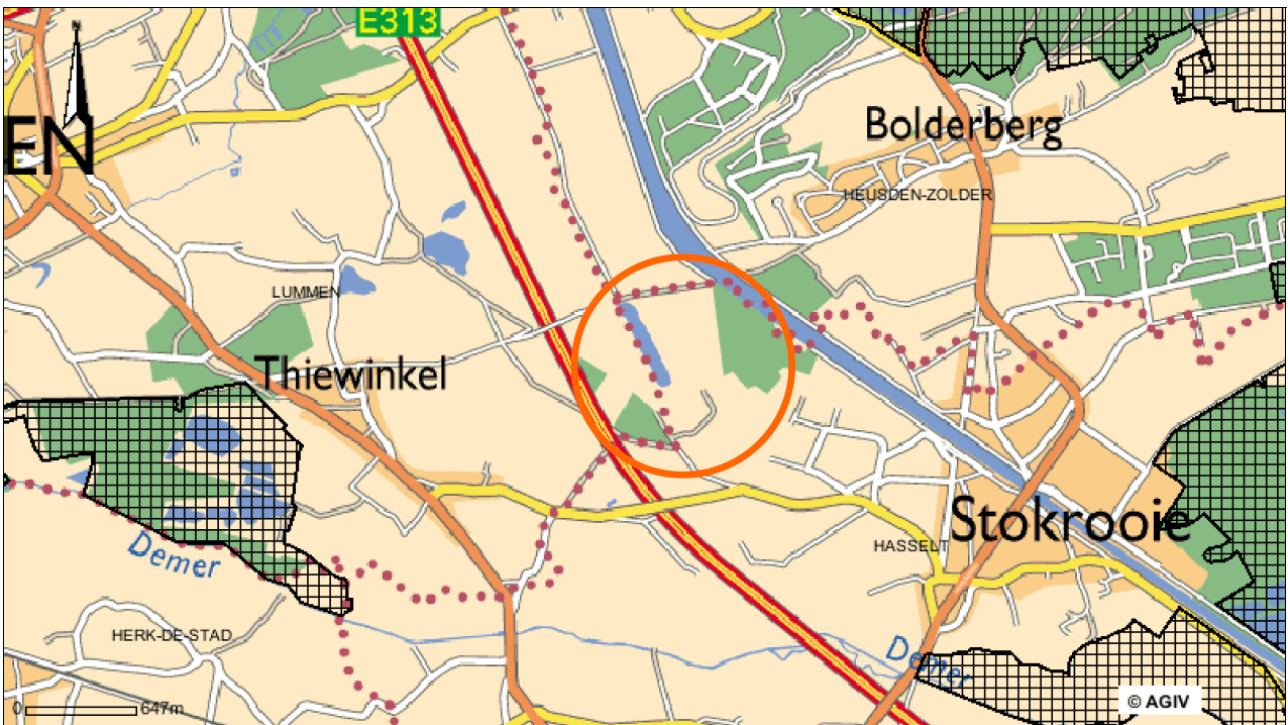 E313
N
EN
Bolderberg
HEUSDEN-ZOLDER
LUMMEN
Thiewinkel
Stokrooie
HASSELT
Demer
HERK-DE-STAD
Demer
0 647m
© AGIV